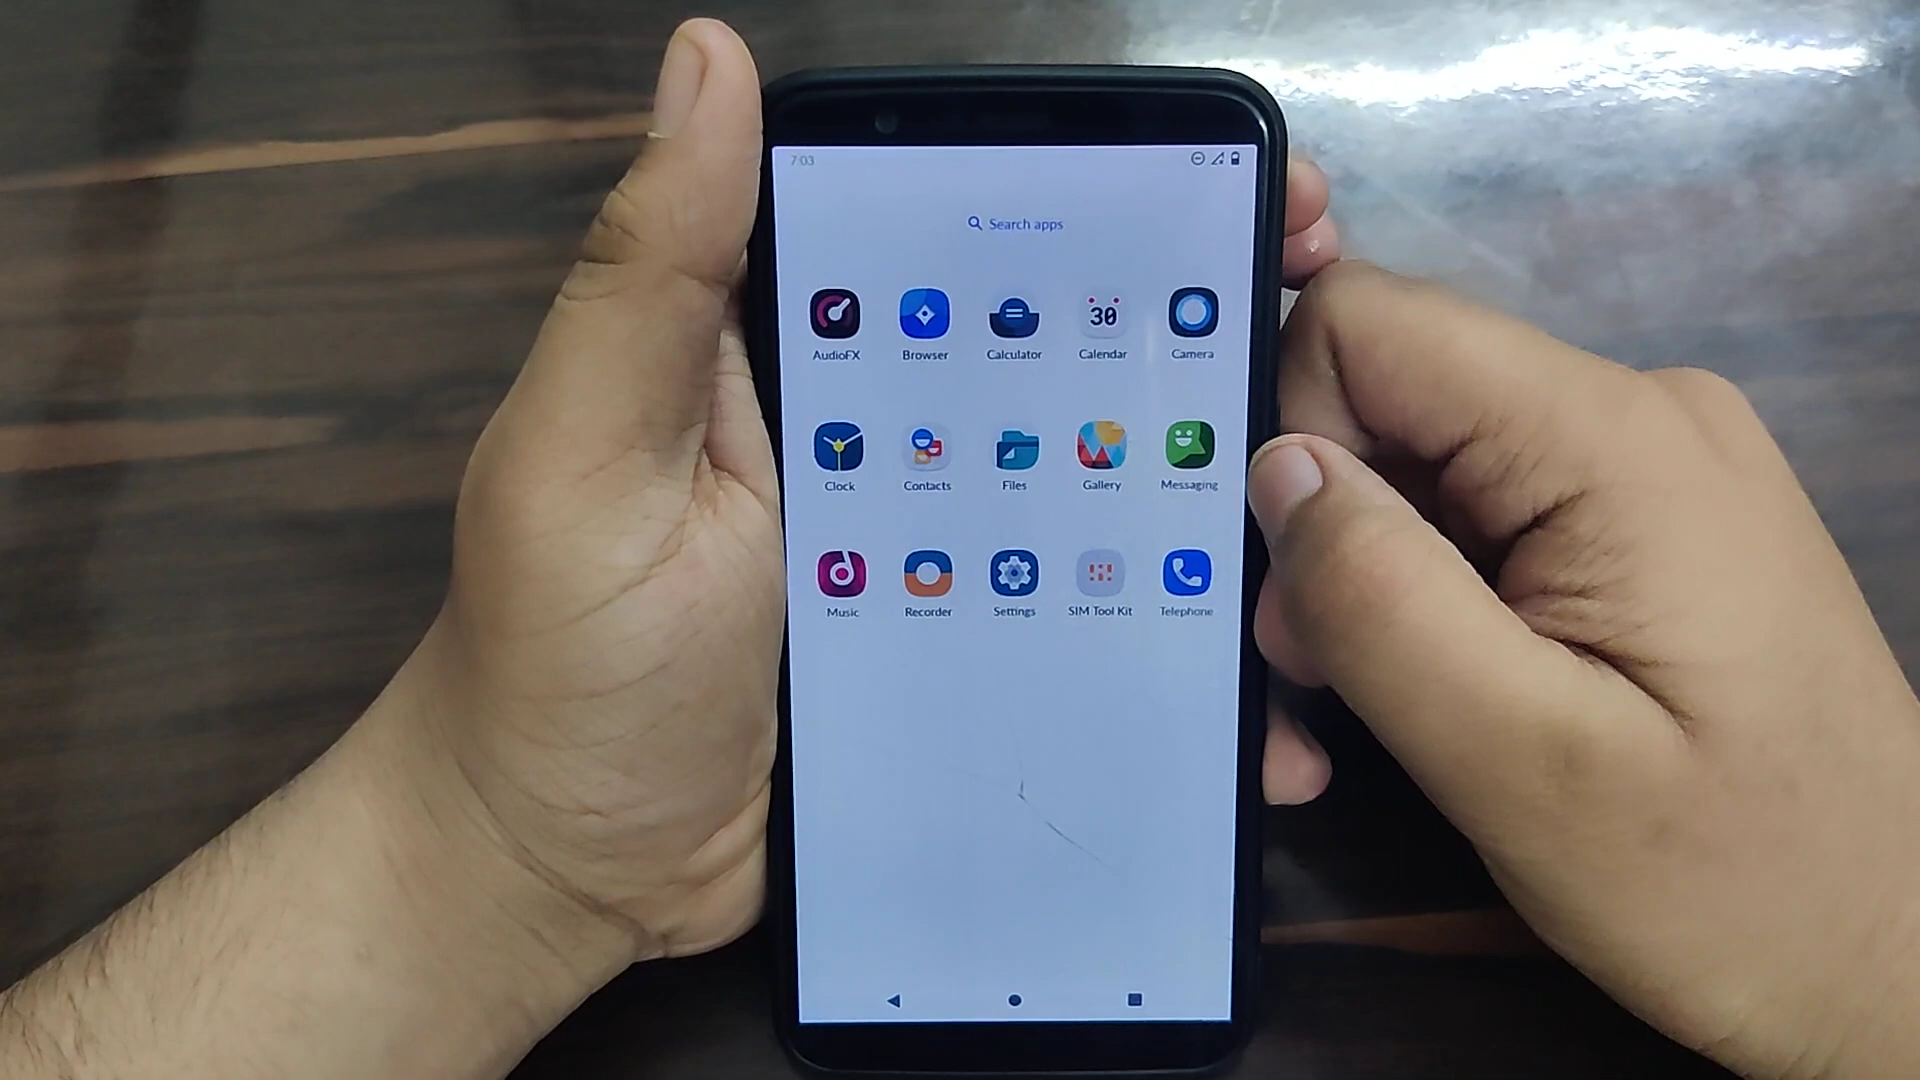 7:03
Search apps
AudioFX Browser Calculator Calendar Camera
30
Clock Contacts Files Gallery Messaging
Music Recorder Settings SIM Tool Kit Telephone